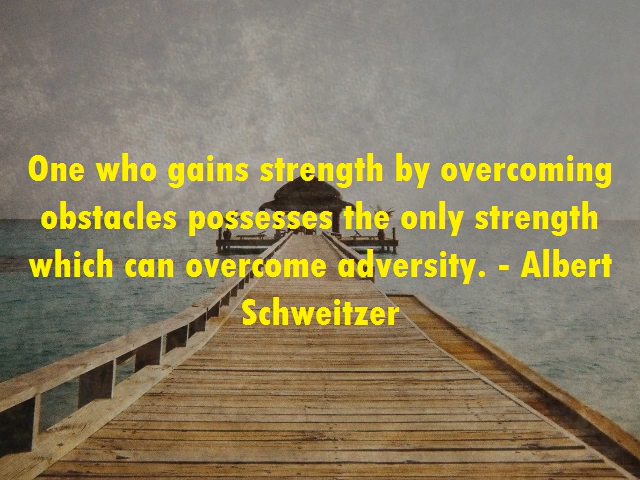 One who gains strength by overcoming
obstacles possesses the only strength
which can overcome adversity. - Albert
Schweitzer